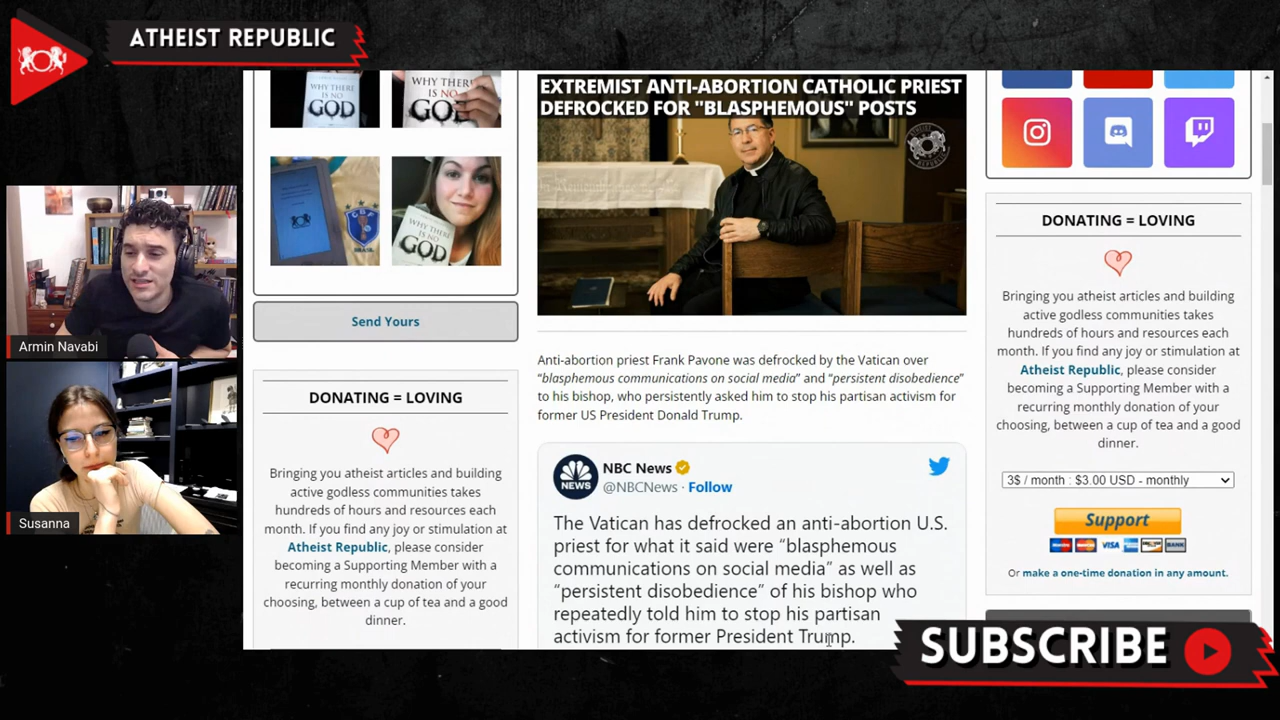 ATHEIST REPUBLIC
WHY THERE
IS NO
GOD
WHY THERE
IS NO
GOD
WHY THERE
IS NO
GOD
CBF
BRASIL
Send Yours
DONATING = LOVING
Bringing you atheist articles and building
active godless communities takes
hundreds of hours and resources each
month. If you find any joy or stimulation at
Atheist Republic, please consider
becoming a Supporting Member with a
recurring monthly donation of your
choosing, between a cup of tea and a good
dinner.
Armin Navabi
Susanna
EXTREMIST ANTI-ABORTION CATHOLIC PRIEST
DEFROCKED FOR "BLASPHEMOUS" POSTS
Anti-abortion priest Frank Pavone was defrocked by the Vatican over
“blasphemous communications on social media” and “persistent disobedience”
to his bishop, who persistently asked him to stop his partisan activism for
former US President Donald Trump.
NEWS
NBC News
@NBCNews · Follow
The Vatican has defrocked an anti-abortion U.S.
priest for what it said were “blasphemous
communications on social media” as well as
“persistent disobedience” of his bishop who
repeatedly told him to stop his partisan
activism for former President Trump.
DONATING = LOVING
Bringing you atheist articles and building
active godless communities takes
hundreds of hours and resources each
month. If you find any joy or stimulation at
Atheist Republic, please consider
becoming a Supporting Member with a
recurring monthly donation of your
choosing, between a cup of tea and a good
dinner.
3$ / month : $3.00 USD - monthly
Support
VISA
BANK
Or make a one-time donation in any amount.
SUBSCRIBE